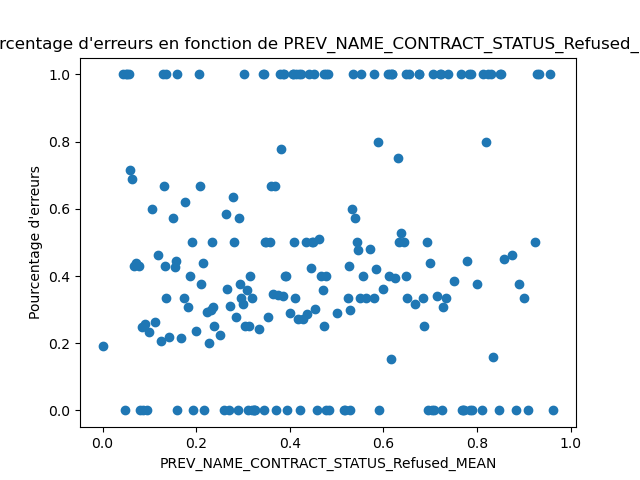 rcentage d'erreurs en fonction de PREV_NAME_CONTRACT_STATUS_Refused_
1.0
0.8
0.6
0.4
0.2
0.0
Pourcentage d'erreurs
0.0 0.2 0.4 0.6 0.8 1.0
PREV_NAME_CONTRACT_STATUS_Refused_MEAN